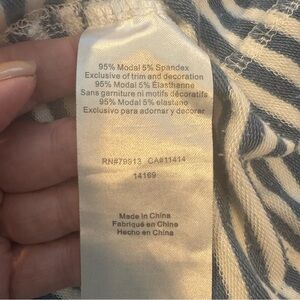 95% Modal 5% Spandex
Exclusive of trim and decoration
95% Modal 5% Élasthanne
Sans garniture ni motifs décoratifs
95% Modal 5% elastano
Exclusivo para adornar y decorar
RN#79913 CA#11414
14169
Made in China
Fabriqué en Chine
Hecho en China